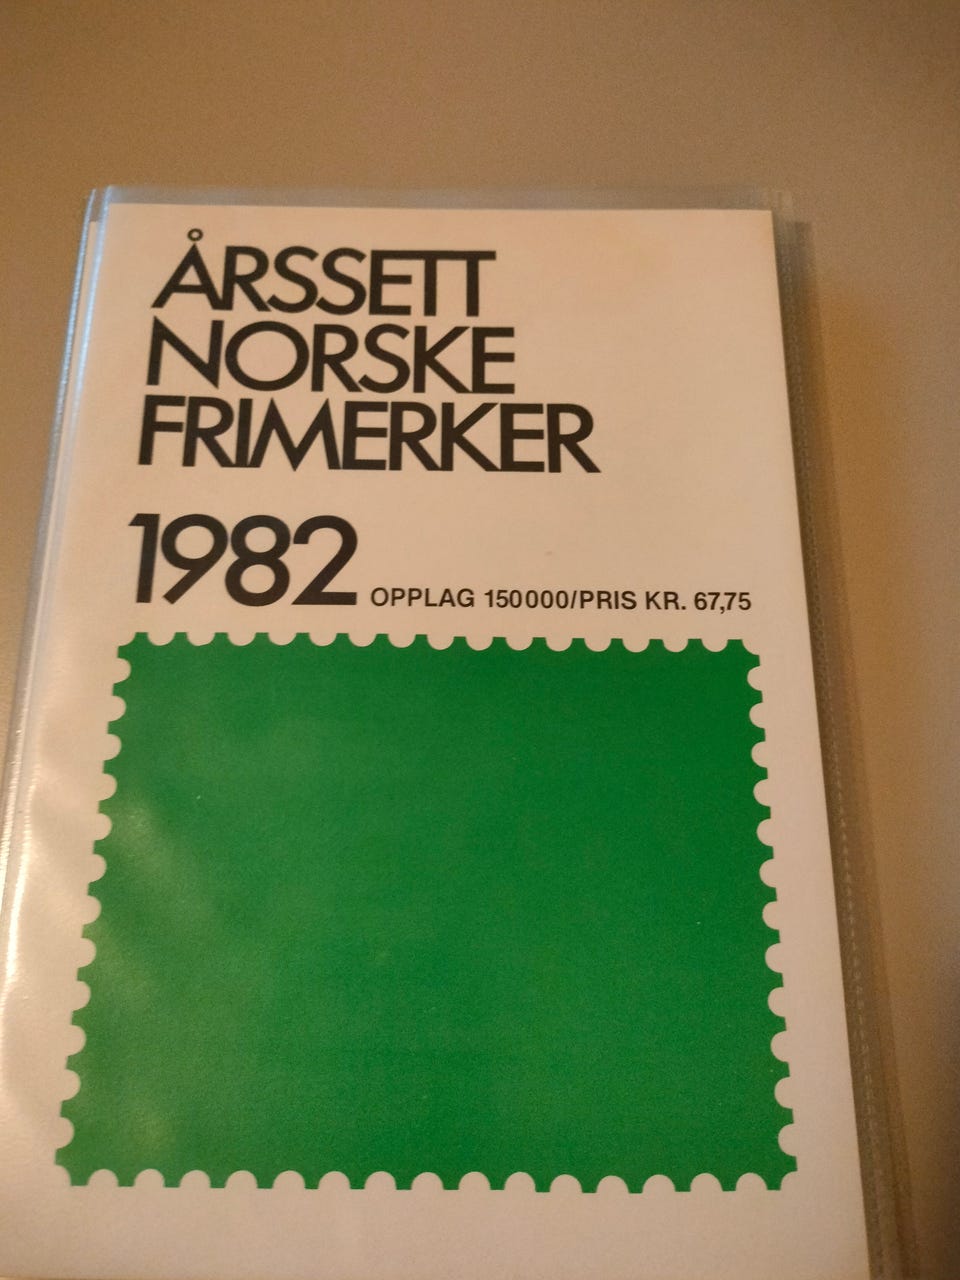 ÅRSSETT
NORSKE
FRIMERKER
1982 OPPLAG 150000/PRIS KR. 67,75